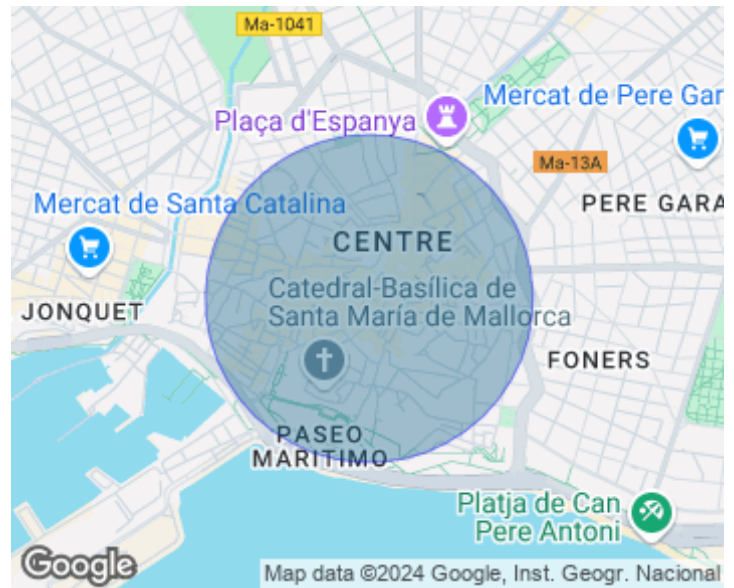 Ma-1041
Mercat de Pere Gar
Plaça d'Espanya
Ma-13A
Mercat de Santa Catalina
PERE GARA
CENTRE
Catedral-Basílica de
Santa María de Mallorca
JONQUET
FONERS
PASEO
MARITIMO
Platja de Can
Pere Antoni
Google
Map data ©2024 Google, Inst. Geogr. Nacional